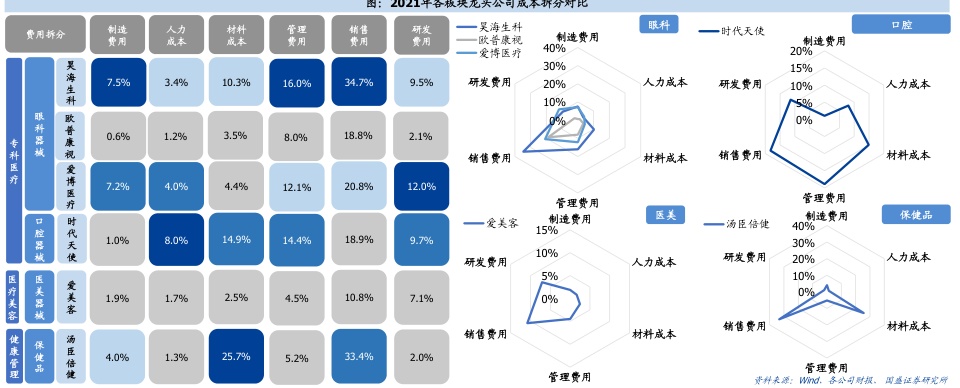 图：2021年各板块龙头公司成本拆分对比
费用拆分 制造费用 人力成本 材料成本 管理费用 销售费用 研发费用
专科医疗 眼科器械 昊海生科 7.5% 3.4% 10.3% 16.0% 34.7% 9.5%
欧普康视 0.6% 1.2% 3.5% 8.0% 18.8% 2.1%
爱博医疗 7.2% 4.0% 4.4% 12.1% 20.8% 12.0%
口腔器械 时代天使 1.0% 8.0% 14.9% 14.4% 18.9% 9.7%
医疗美容 医美器械 爱美客 1.9% 1.7% 2.5% 4.5% 10.8% 7.1%
健康管理 保健品 汤臣倍健 4.0% 1.3% 25.7% 5.2% 33.4% 2.0%
昊海生科
欧普康视
爱博医疗
眼科
制造费用
40%
30%
20%
10%
0%
人力成本
材料成本
管理费用
销售费用
研发费用
时代天使
口腔
制造费用
20%
15%
10%
5%
0%
人力成本
材料成本
管理费用
销售费用
研发费用
爱美客
医美
制造费用
15%
10%
5%
0%
人力成本
材料成本
管理费用
销售费用
研发费用
汤臣倍健
保健品
制造费用
40%
30%
20%
10%
0%
人力成本
材料成本
管理费用
销售费用
研发费用
资料来源：Wind、各公司财报、国盛证券研究所